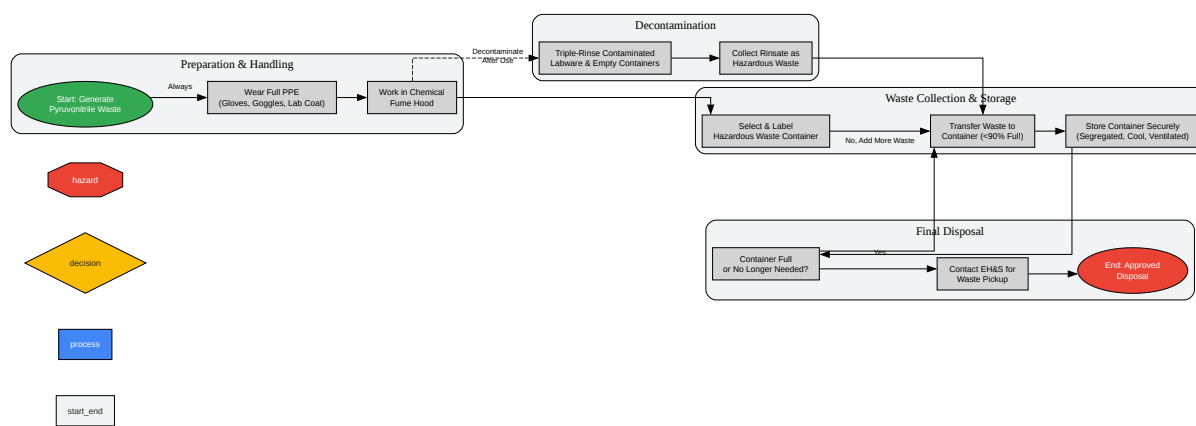 Decontamination
Decontaminate
After Use
Triple-Rinse Contaminated
Labware & Empty Containers
Collect Rinsate as
Hazardous Waste
Preparation & Handling
Start: Generate
Pyruvonitrile Waste
Always
Wear Full PPE
(Gloves, Goggles, Lab Coat)
Work in Chemical
Fume Hood
Waste Collection & Storage
Select & Label
Hazardous Waste Container
No, Add More Waste
Transfer Waste to
Container (<90% Full)
Store Container Securely
(Segregated, Cool, Ventilated)
hazard
Final Disposal
Container Full
or No Longer Needed?
Yes
Contact EH&S for
Waste Pickup
End: Approved
Disposal
decision
process
start_end